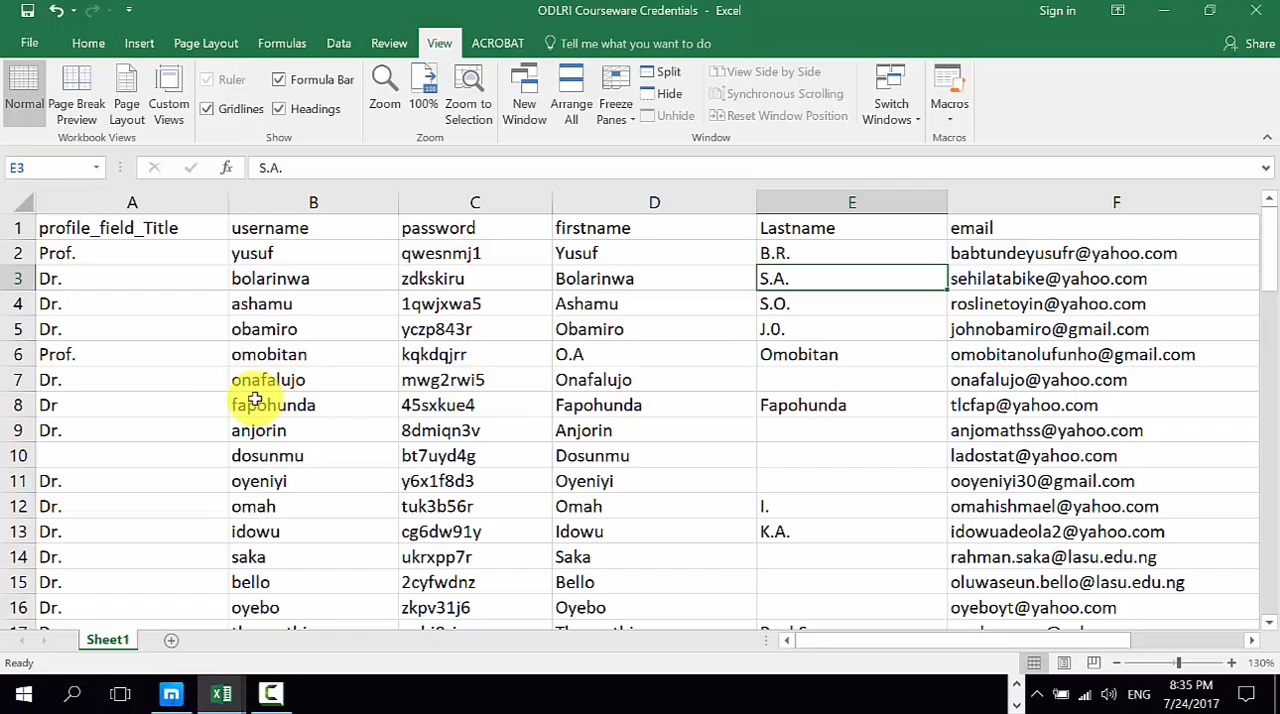 ODLRI Courseware Credentials - Excel
Sign in
File Home Insert Page Layout Formulas Data Review View ACROBAT Tell me what you want to do Share
Normal Page Break Preview Page Layout Custom Views
Workbook Views
Ruler Formula Bar
Gridlines Headings
Show
Zoom 100% Zoom to Selection
Zoom
New Window Arrange All Freeze Panes
Split View Side by Side
Hide Synchronous Scrolling
Unhide Reset Window Position
Switch Windows
Window
Macros
Macros
E3 fx S.A.
A B C D E F
1 profile_field_Title username password firstname Lastname email
2 Prof. yusuf qwesnmj1 Yusuf B.R. babtundeyusufr@yahoo.com
3 Dr. bolarinwa zdkskiru Bolarinwa S.A. sehilatabike@yahoo.com
4 Dr. ashamu 1qwjxwa5 Ashamu S.O. roslinetoyin@yahoo.com
5 Dr. obamiro yczp843r Obamiro J.0. johnobamiro@gmail.com
6 Prof. omobitan kqkdqjrr O.A Omobitan omobitanolufunho@gmail.com
7 Dr. onafalujo mwg2rwi5 Onafalujo onafalujo@yahoo.com
8 Dr fapohunda 45sxkue4 Fapohunda Fapohunda tlcfap@yahoo.com
9 Dr. anjorin 8dmiqn3v Anjorin anjomathss@yahoo.com
10 dosunmu bt7uyd4g Dosunmu ladostat@yahoo.com
11 Dr. oyeniyi y6x1f8d3 Oyeniyi ooyeniyi30@gmail.com
12 Dr. omah tuk3b56r Omah I. omahishmael@yahoo.com
13 Dr. idowu cg6dw91y Idowu K.A. idowuadeola2@yahoo.com
14 Dr. saka ukrxpp7r Saka rahman.saka@lasu.edu.ng
15 Dr. bello 2cyfwdnz Bello oluwaseun.bello@lasu.edu.ng
16 Dr. oyebo zkpv31j6 Oyebo oyeboyt@yahoo.com
Sheet1
Ready
130%
ENG
8:35 PM
7/24/2017